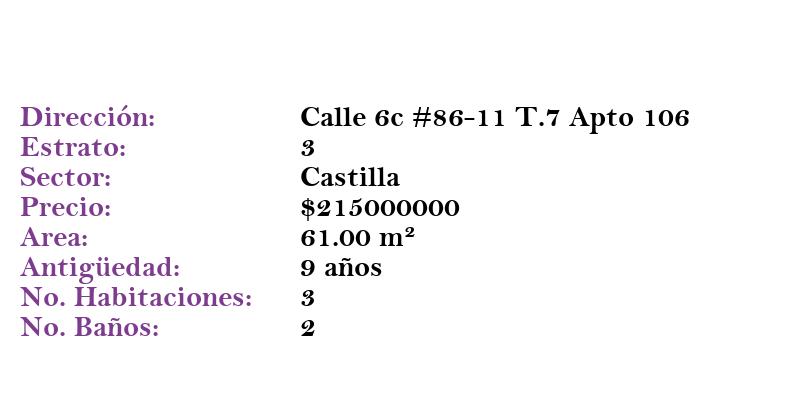 Dirección: Calle 6c #86-11 T.7 Apto 106
Estrato: 3
Sector: Castilla
Precio: $215000000
Area: 61.00 m²
Antigüedad: 9 años
No. Habitaciones: 3
No. Baños: 2